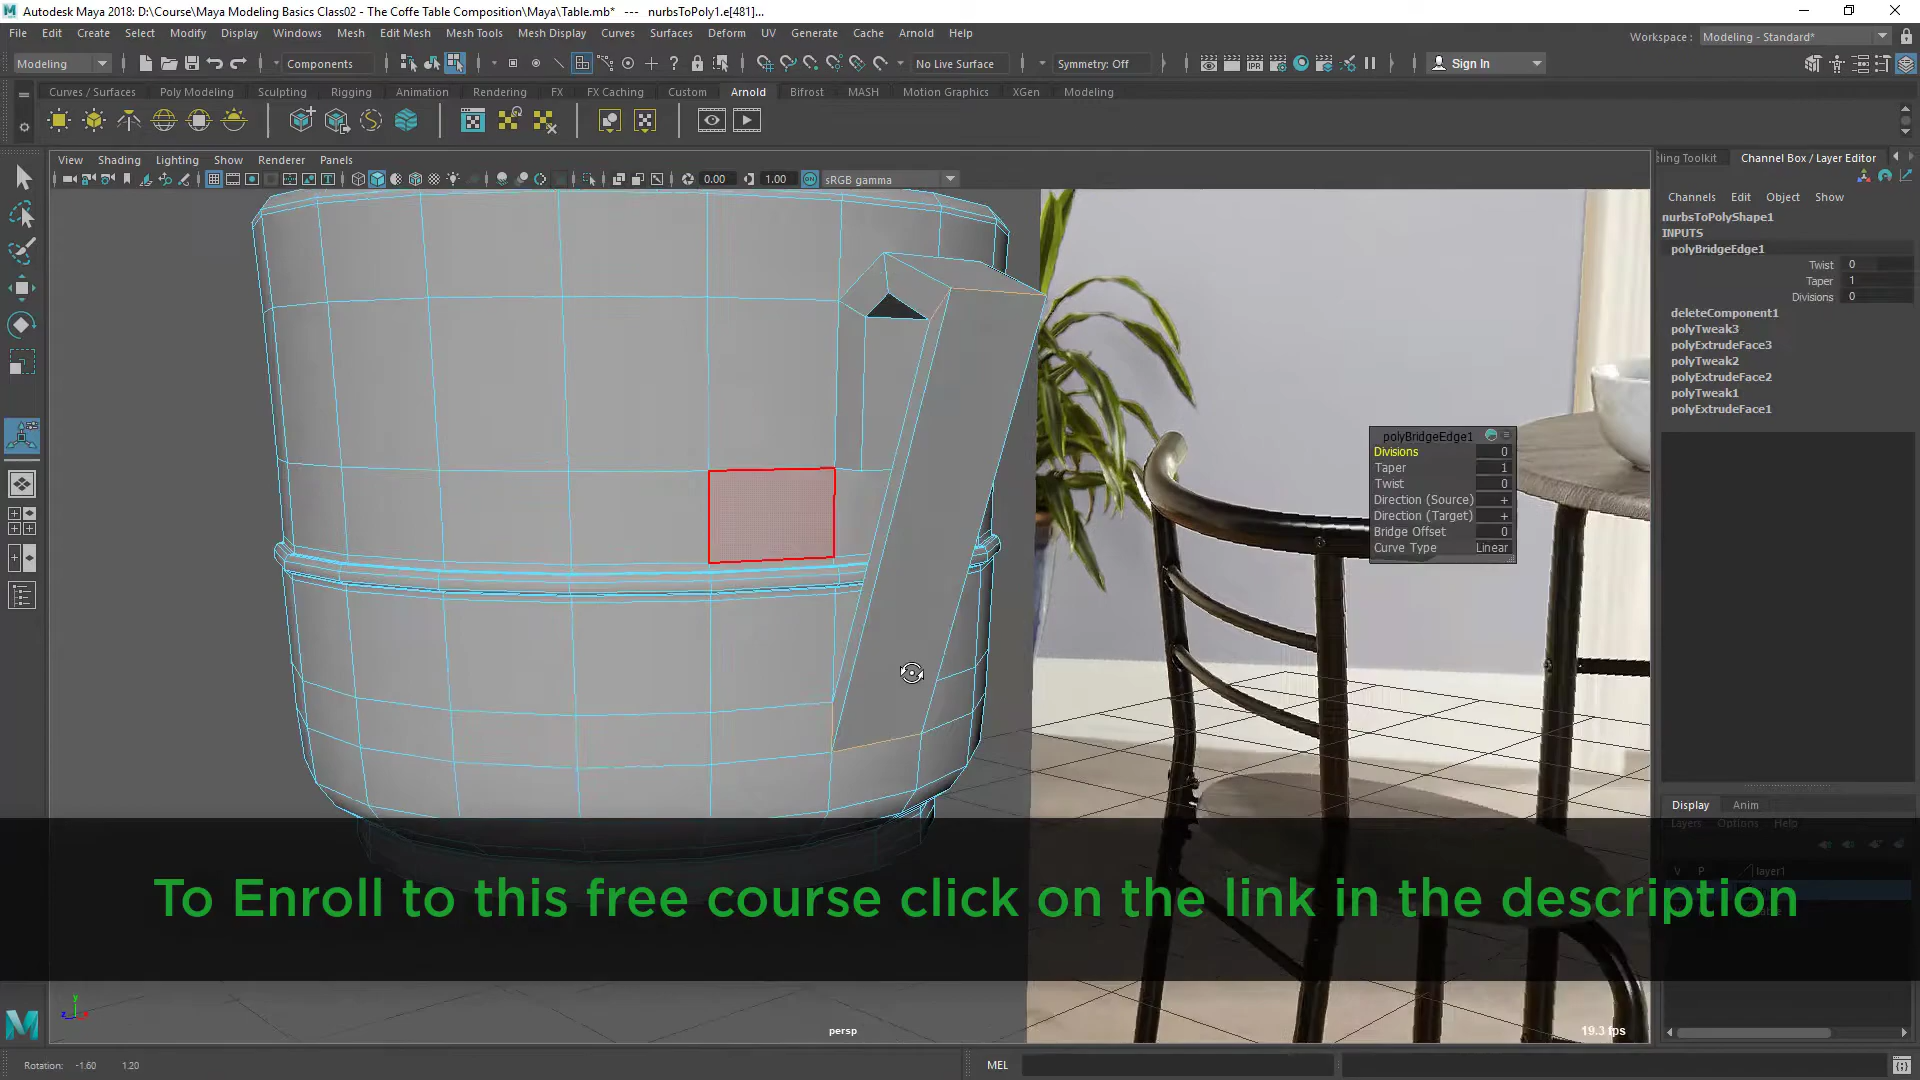 Autodesk Maya 2018: D:\Course\Maya Modeling Basics Class02 - The Coffe Table Composition\Maya\Table.mb* --- nurbsToPoly1.e[481]...
File Edit Create Select Modify Display Windows Mesh Edit Mesh Mesh Tools Mesh Display Curves Surfaces Deform UV Generate Cache Arnold Help
Workspace : Modeling - Standard*
Modeling Components No Live Surface Symmetry: Off Sign In
Curves / Surfaces Poly Modeling Sculpting Rigging Animation Rendering FX FX Caching Custom Arnold Bifrost MASH Motion Graphics XGen Modeling
View Shading Lighting Show Renderer Panels
eling Toolkit Channel Box / Layer Editor
0.00 1.00 sRGB gamma
Channels Edit Object Show
nurbsToPolyShape1
INPUTS
polyBridgeEdge1
Twist 0
Taper 1
Divisions 0
deleteComponent1
polyTweak3
polyExtrudeFace3
polyTweak2
polyExtrudeFace2
polyTweak1
polyExtrudeFace1
polyBridgeEdge1
Divisions 0
Taper 1
Twist 0
Direction (Source) +
Direction (Target) +
Bridge Offset 0
Curve Type Linear
Display Anim
Layers Options Help
V P layer1
To Enroll to this free course click on the link in the description
persp
19.3 fps
Rotation: -1.60 1.20
MEL